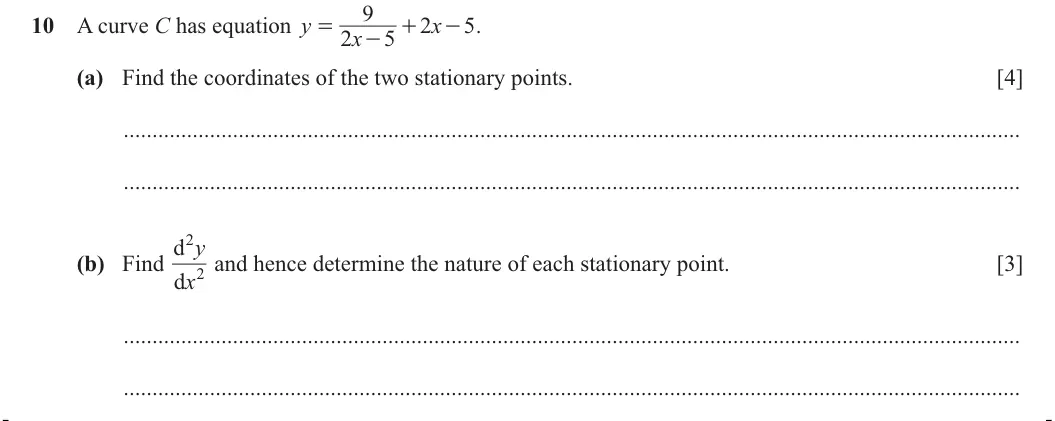 10 A curve C has equation y = 9/(2x−5) + 2x − 5.
(a) Find the coordinates of the two stationary points. [4]
(b) Find d²y/dx² and hence determine the nature of each stationary point. [3]